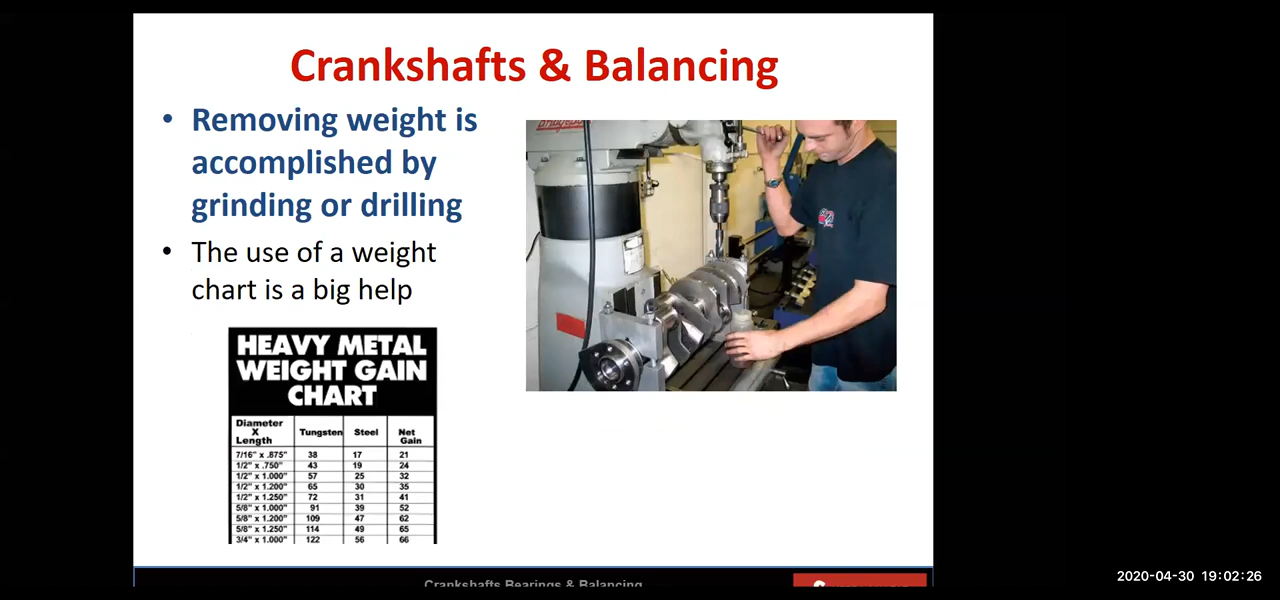 Crankshafts & Balancing
• Removing weight is
accomplished by
grinding or drilling
• The use of a weight
chart is a big help
HEAVY METAL
WEIGHT GAIN
CHART
Diameter
X
Length
Tungsten
Steel
Net
Gain
7/16" x .875" 38 17 21
1/2" x .750" 43 19 24
1/2" x 1.000" 57 25 32
1/2" x 1.200" 65 30 35
1/2" x 1.250" 72 31 41
5/8" x 1.000" 91 39 52
5/8" x 1.200" 109 47 62
5/8" x 1.250" 114 49 65
3/4" x 1.000" 122 56 66
Crankshafts Bearings & Balancing
2020-04-30 19:02:26